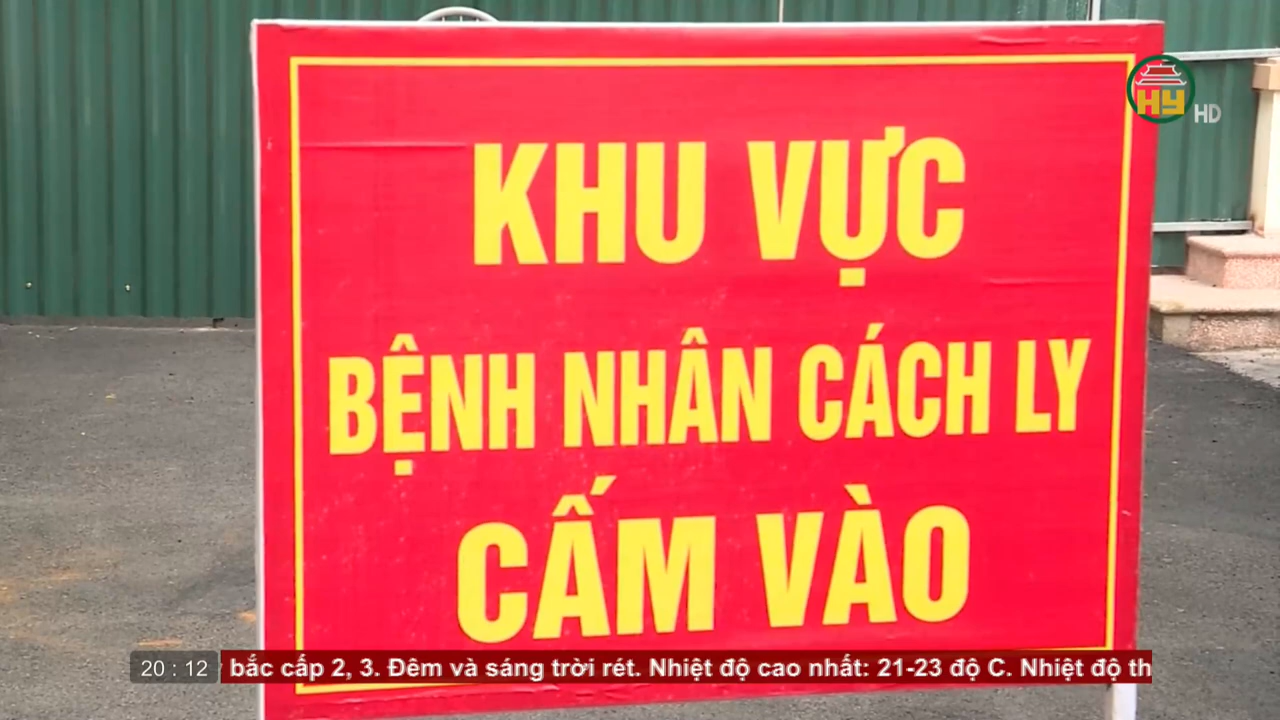 HY HD
KHU VỰC
BỆNH NHÂN CÁCH LY
CẤM VÀO
20 : 12
bắc cấp 2, 3. Đêm và sáng trời rét. Nhiệt độ cao nhất: 21-23 độ C. Nhiệt độ th